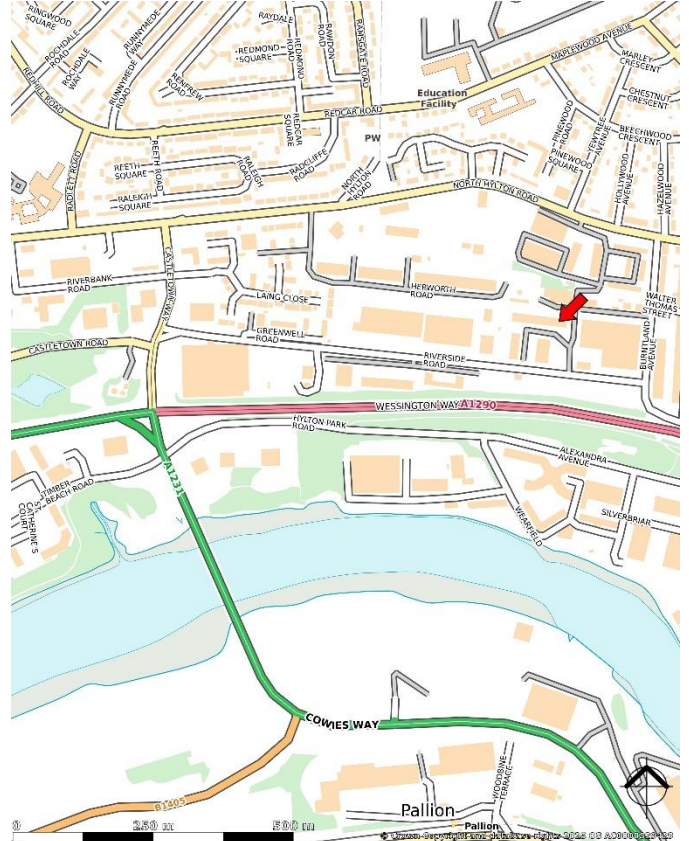 RINGWOOD
SQUARE
ROCHDALE
ROAD
ROCHDALE
WAY
RUNNYMEDE
WAY
RUNNYMEDE
ROAD
REDHILL ROAD
RENFREW
ROAD
RAYDALE
REDMOND
SQUARE
REDMOND
ROAD
RAWDON
ROAD
RAMSGATE ROAD
REDCAR
SQUARE
REDCAR ROAD
Education
Facility
MAPLEWOOD AVENUE
MARLEY
CRESCENT
CHESTNUT
CRESCENT
BEECHWOOD
CRESCENT
PINEWOOD
ROAD
PINEWOOD
SQUARE
YEWTREE
AVENUE
HOLLYWOOD
AVENUE
HAZELWOOD
AVENUE
PW
RADLETT ROAD
REETH
SQUARE
REETH ROAD
RALEIGH
ROAD
RALEIGH
SQUARE
RADCLIFFE
ROAD
NORTH
HYLTON
ROAD
NORTH HYLTON ROAD
RIVERBANK
ROAD
CASTLETOWN WAY
LAING CLOSE
HEPWORTH
ROAD
WALTER
THOMAS
STREET
GREENWELL
ROAD
RIVERSIDE
ROAD
BURNTLAND
AVENUE
CASTLETOWN ROAD
WESSINGTON WAY A1290
HYLTON PARK
ROAD
ALEXANDRA
AVENUE
A1231
TIMBER
BEACH ROAD
ST.
CATHERINE'S
COURT
WEARFIELD
SILVERBRIAR
COWIES WAY
B1405
WOODBINE
TERRACE
Pallion
Pallion
0
250 m
500 m